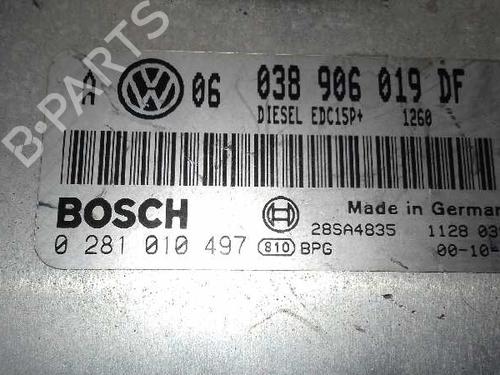 B-PARTS
A VW 06 038 906 019 DF
DIESEL EDC15P+ 1260
BOSCH
Made in German
0 281 010 497 810 BPG
28SA4835 1128
00-10-